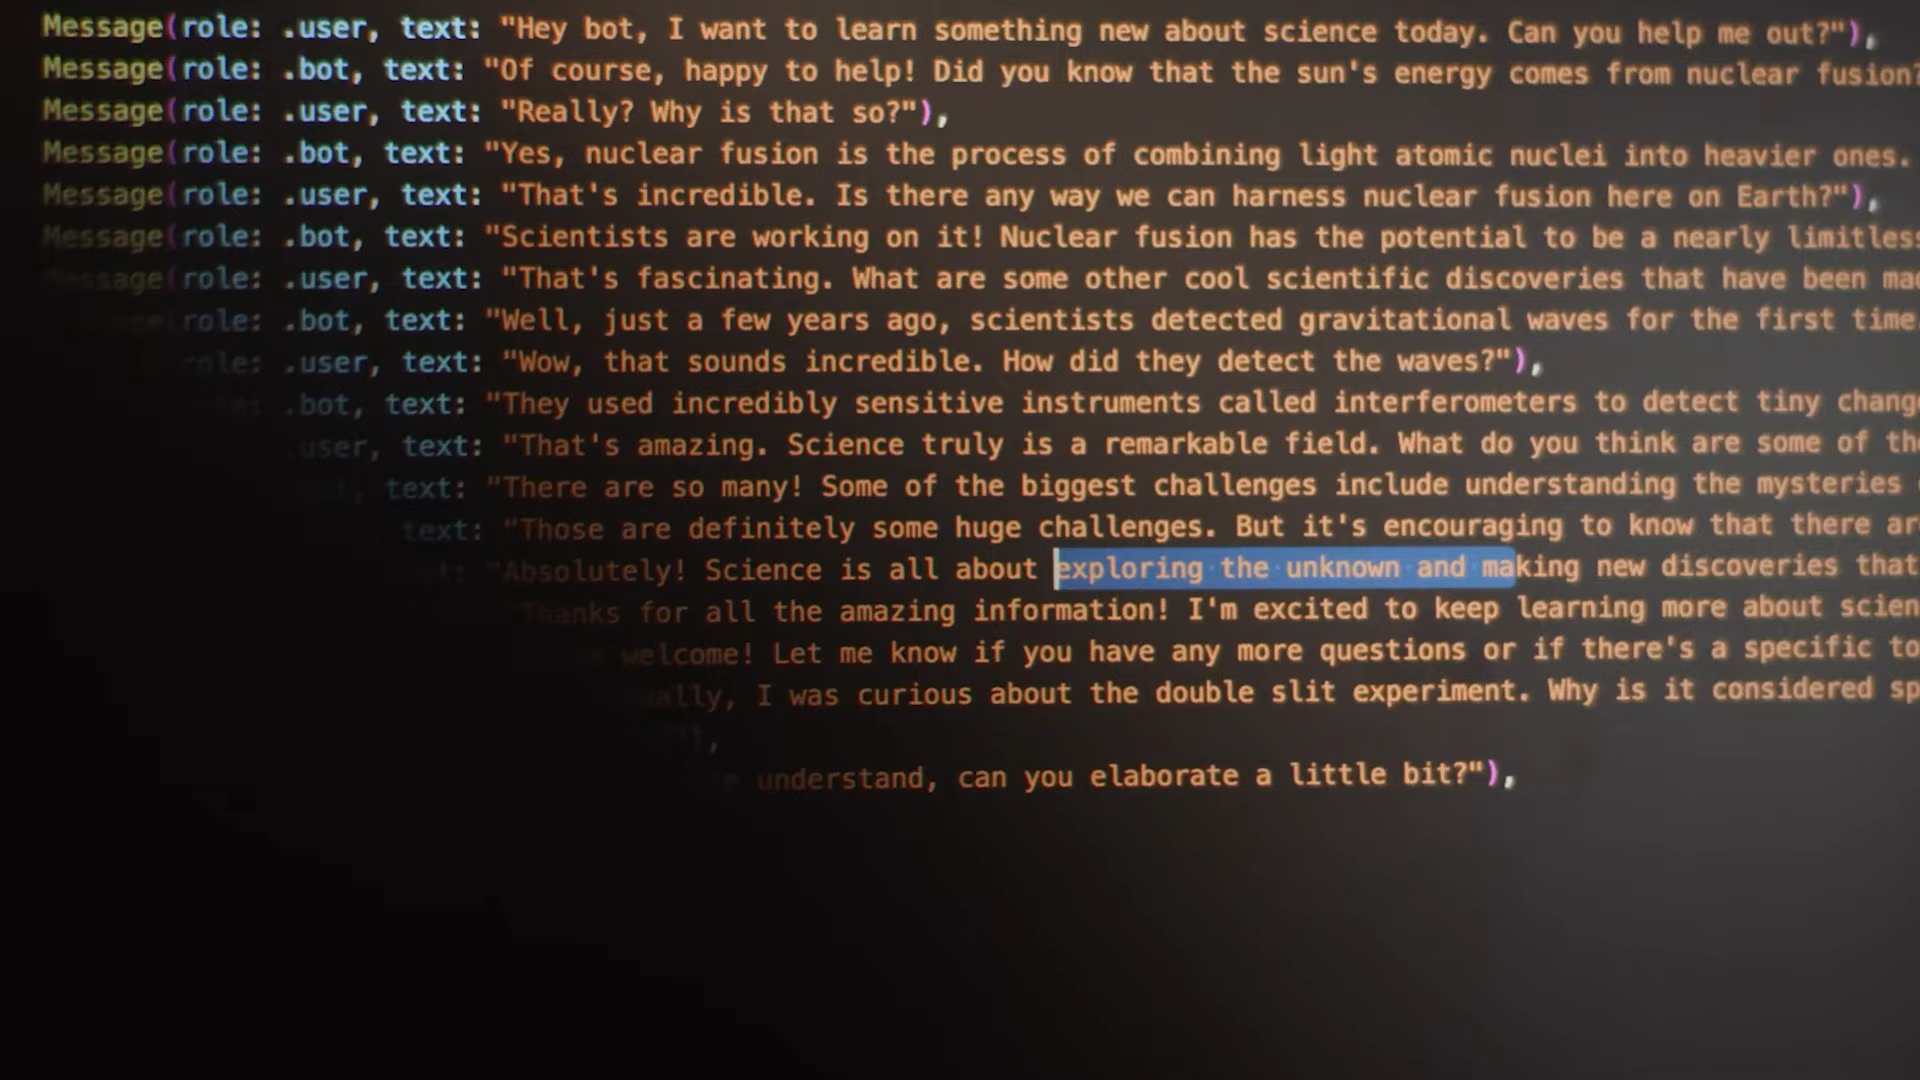 Message(role: .user, text: "Hey bot, I want to learn something new about science today. Can you help me out?"),
Message(role: .bot, text: "Of course, happy to help! Did you know that the sun's energy comes from nuclear fusion?
Message(role: .user, text: "Really? Why is that so?"),
Message(role: .bot, text: "Yes, nuclear fusion is the process of combining light atomic nuclei into heavier ones.
Message(role: .user, text: "That's incredible. Is there any way we can harness nuclear fusion here on Earth?"),
Message(role: .bot, text: "Scientists are working on it! Nuclear fusion has the potential to be a nearly limitless
Message(role: .user, text: "That's fascinating. What are some other cool scientific discoveries that have been
role: .bot, text: "Well, just a few years ago, scientists detected gravitational waves for the first time
role: .user, text: "Wow, that sounds incredible. How did they detect the waves?"),
.bot, text: "They used incredibly sensitive instruments called interferometers to detect tiny
.user, text: "That's amazing. Science truly is a remarkable field. What do you think are some of
text: "There are so many! Some of the biggest challenges include understanding the mysteries
text: "Those are definitely some huge challenges. But it's encouraging to know that there
text: "Absolutely! Science is all about exploring the unknown and making new discoveries that
"Thanks for all the amazing information! I'm excited to keep learning more about
welcome! Let me know if you have any more questions or if there's a specific
I was curious about the double slit experiment. Why is it considered
understand, can you elaborate a little bit?"),